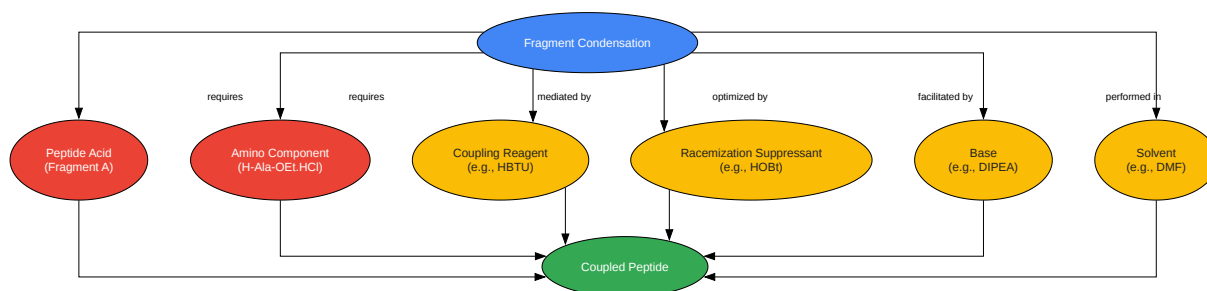 Fragment Condensation
requires
requires
mediated by
optimized by
facilitated by
performed in
Peptide Acid
(Fragment A)
Amino Component
(H-Ala-OEt.HCl)
Coupling Reagent
(e.g., HBTU)
Racemization Suppressant
(e.g., HOBt)
Base
(e.g., DIPEA)
Solvent
(e.g., DMF)
Coupled Peptide